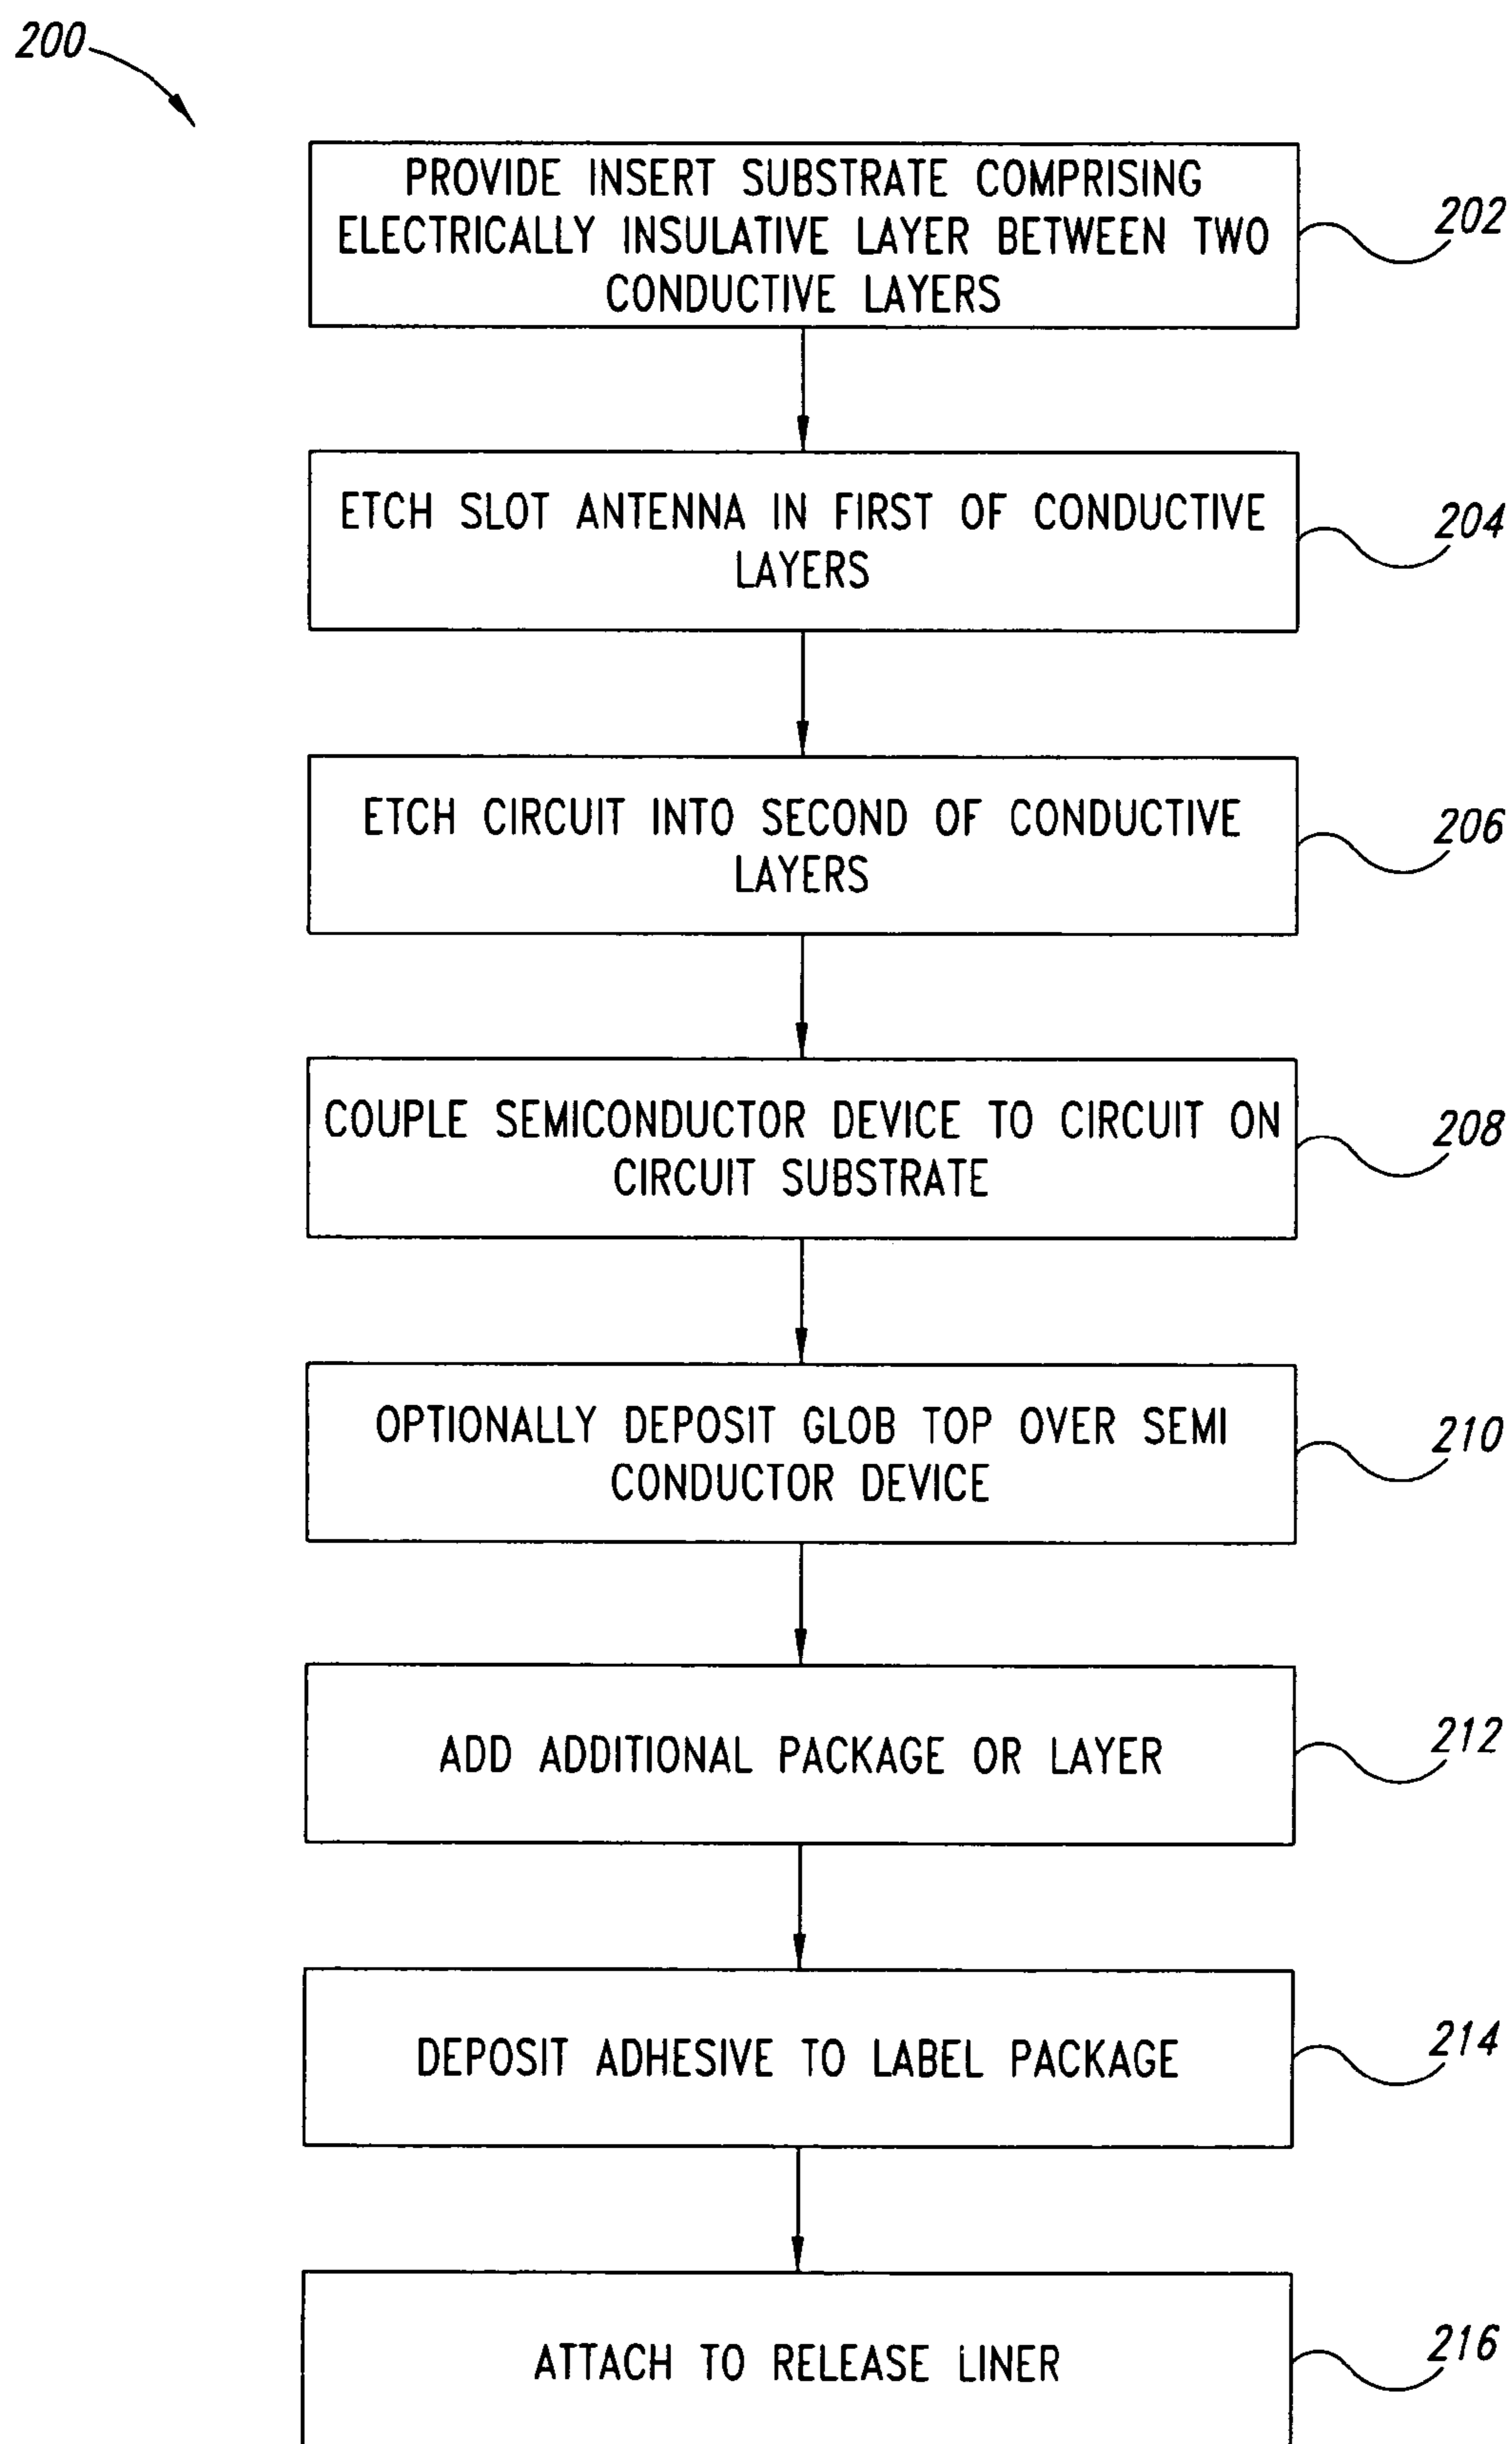 200
PROVIDE INSERT SUBSTRATE COMPRISING
ELECTRICALLY INSULATIVE LAYER BETWEEN TWO
CONDUCTIVE LAYERS
202
ETCH SLOT ANTENNA IN FIRST OF CONDUCTIVE
LAYERS
204
ETCH CIRCUIT INTO SECOND OF CONDUCTIVE
LAYERS
206
COUPLE SEMICONDUCTOR DEVICE TO CIRCUIT ON
CIRCUIT SUBSTRATE
208
OPTIONALLY DEPOSIT GLOB TOP OVER SEMI
CONDUCTOR DEVICE
210
ADD ADDITIONAL PACKAGE OR LAYER
212
DEPOSIT ADHESIVE TO LABEL PACKAGE
214
ATTACH TO RELEASE LINER
216